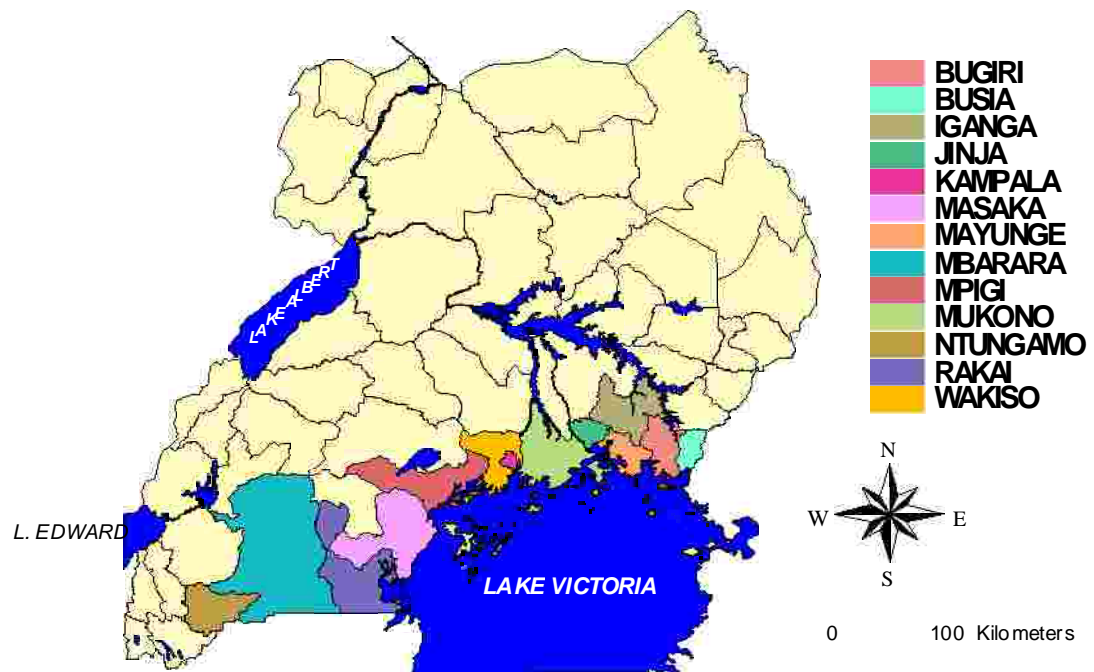 BUGIRI
BUSIA
IGANGA
JINJA
KAMPALA
MASAKA
MAYUNGE
MBARARA
MPIGI
MUKONO
NTUNGAMO
RAKAI
WAKISO
LAKE ALBERT
L. EDWARD
LAKE VICTORIA
N
W E
S
0 100 Kilometers